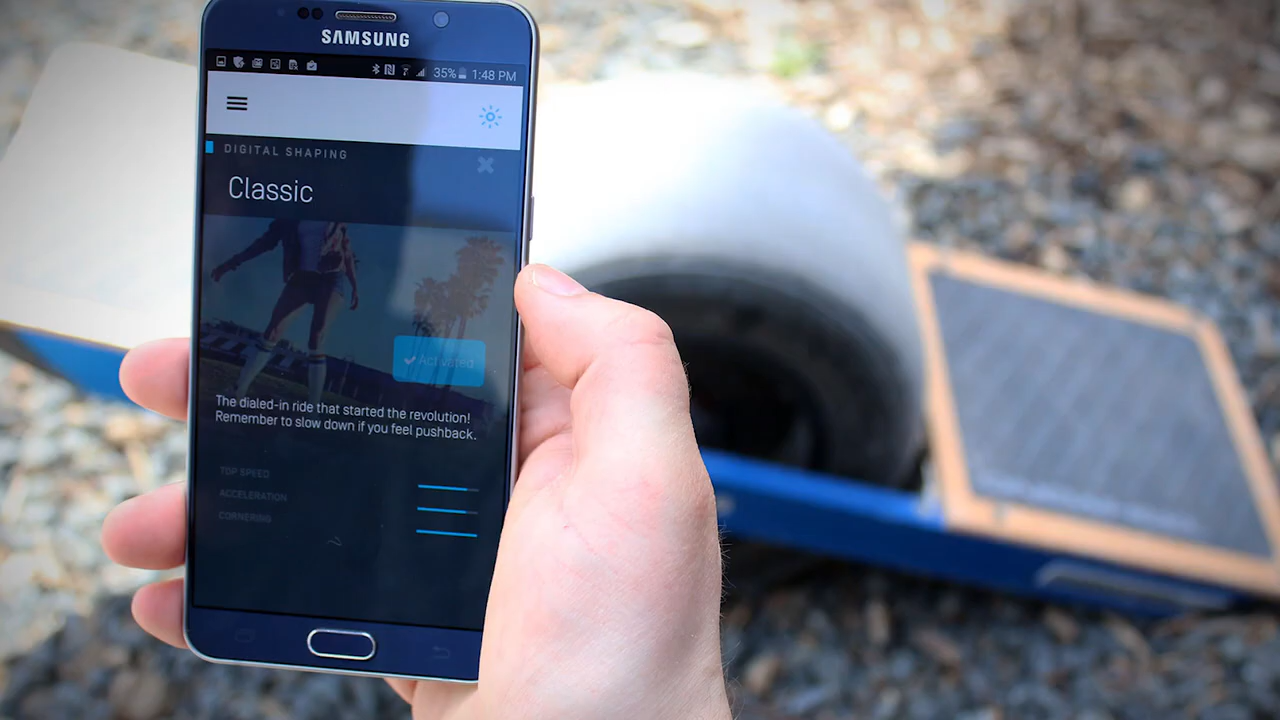 SAMSUNG
35% 1:48 PM
DIGITAL SHAPING
Classic
Activated
The dialed-in ride that started the revolution!
Remember to slow down if you feel pushback.
TOP SPEED
ACCELERATION
CORNERING